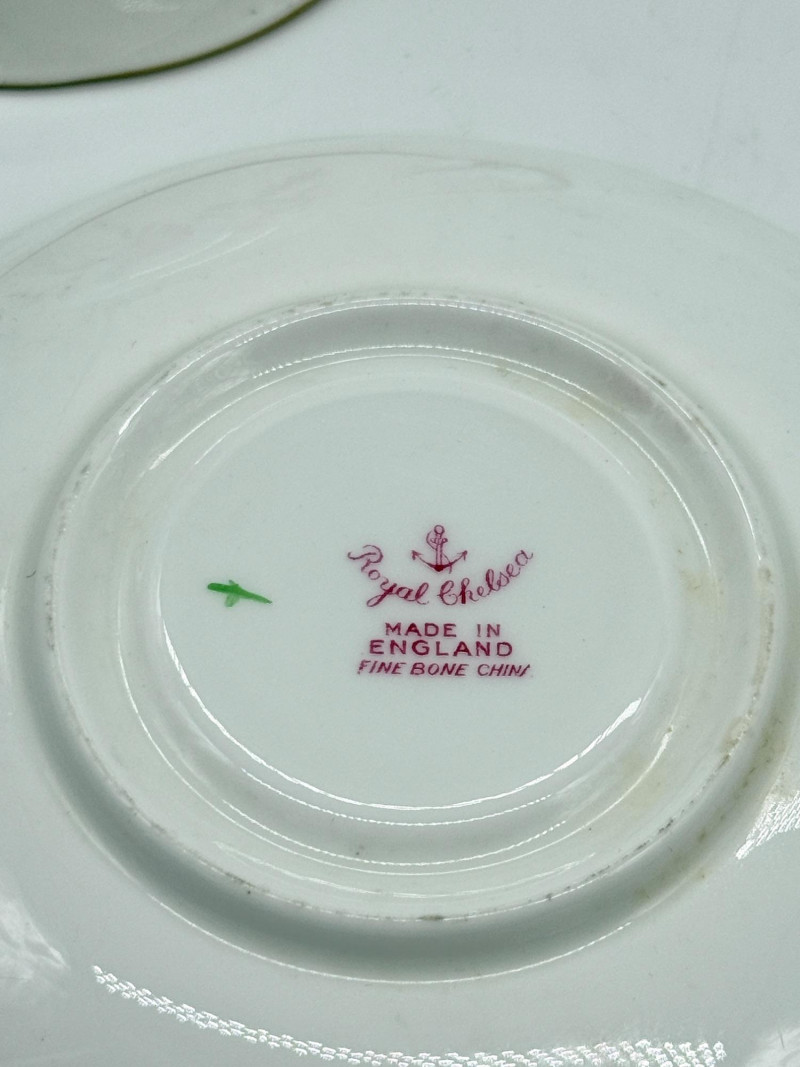 Royal Chelsea
MADE IN
ENGLAND
FINE BONE CHINA